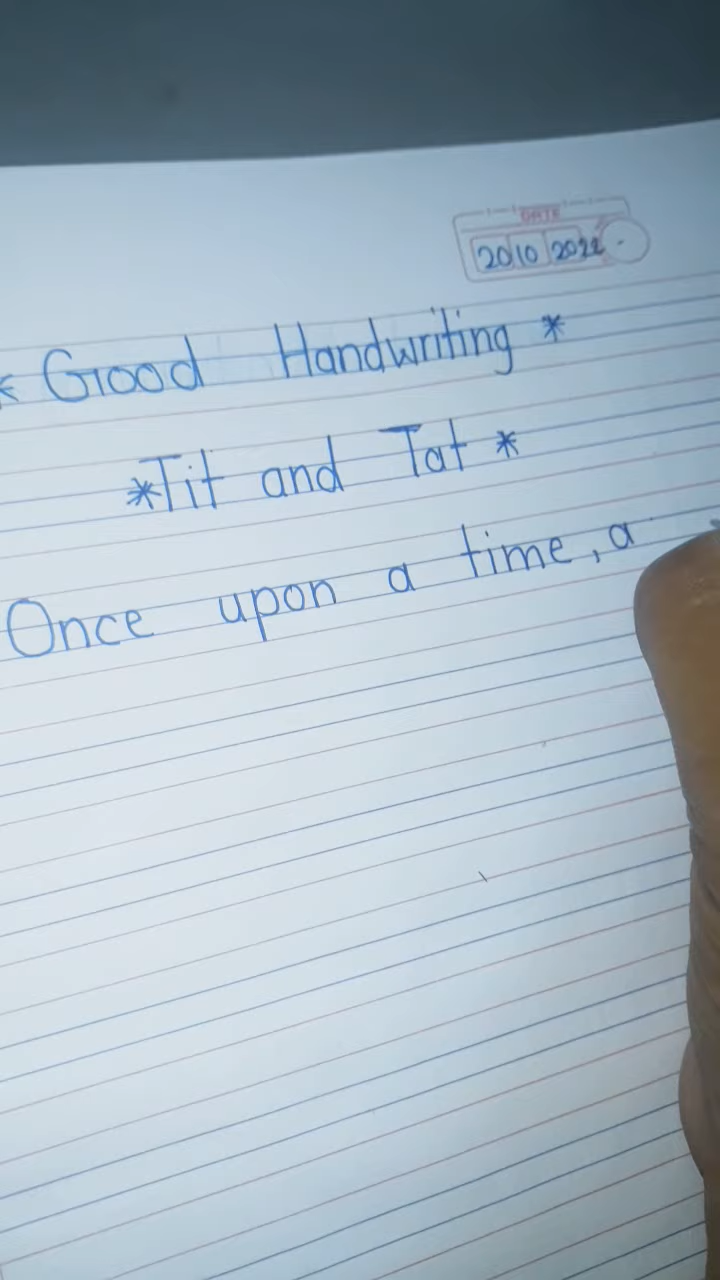 DATE
20 10 2022
* Good Handwriting *
*Tit and Tat *
Once upon a time, a